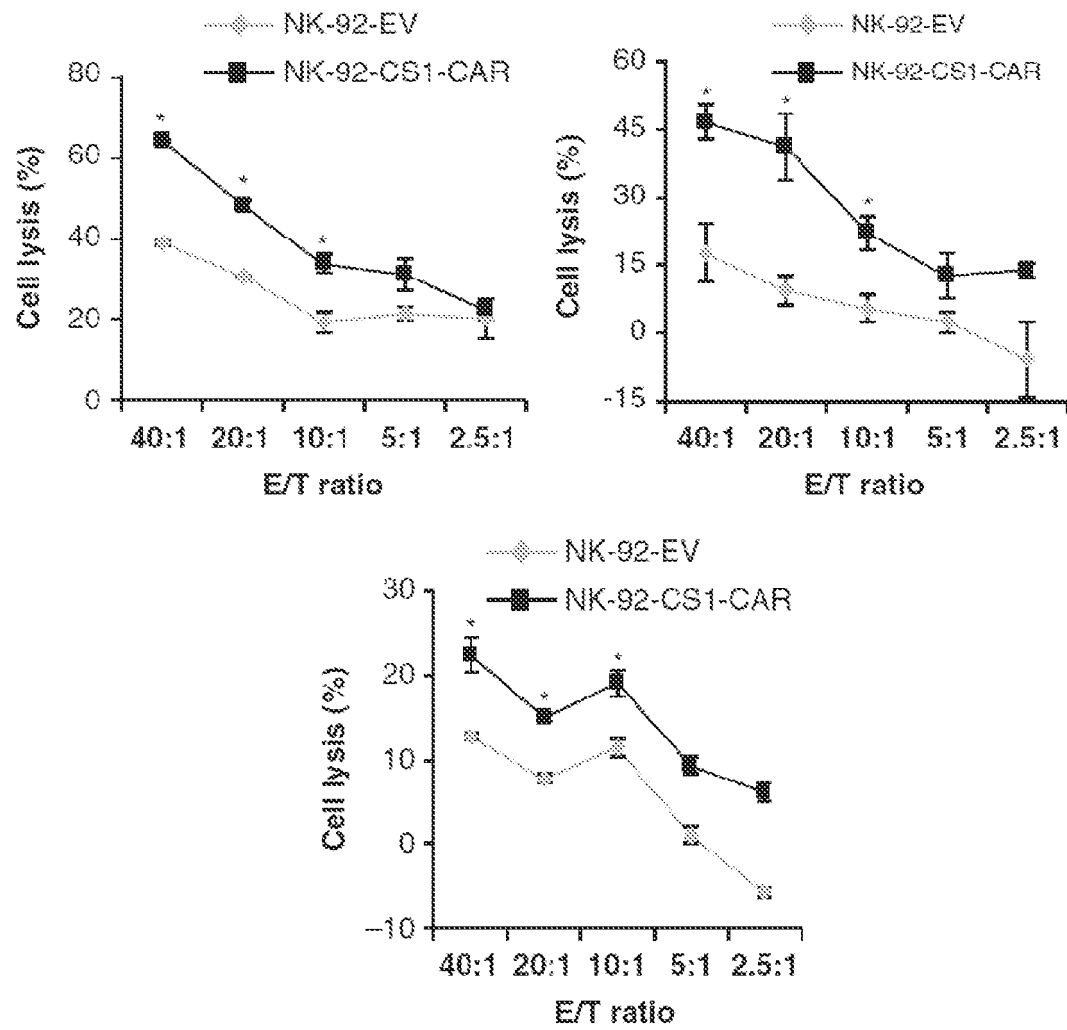 NK-92-EV
NK-92-CS1-CAR
Cell lysis (%)
80
60
40
20
0
*
*
*
40:1 20:1 10:1 5:1 2.5:1
E/T ratio
NK-92-EV
NK-92-CS1-CAR
Cell lysis (%)
60
45
30
15
0
-15
*
*
*
40:1 20:1 10:1 5:1 2.5:1
E/T ratio
NK-92-EV
NK-92-CS1-CAR
Cell lysis (%)
30
20
10
0
–10
*
*
*
40:1 20:1 10:1 5:1 2.5:1
E/T ratio